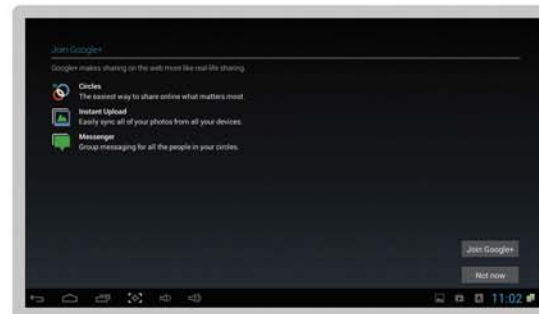 Join Google+
Google+ makes sharing on the web more like real-life sharing.
Circles
The easiest way to share online what matters most.
Instant Upload
Easily sync all of your photos from all your devices.
Messenger
Group messaging for all the people in your circles.
Join Google+
Not now
11:02